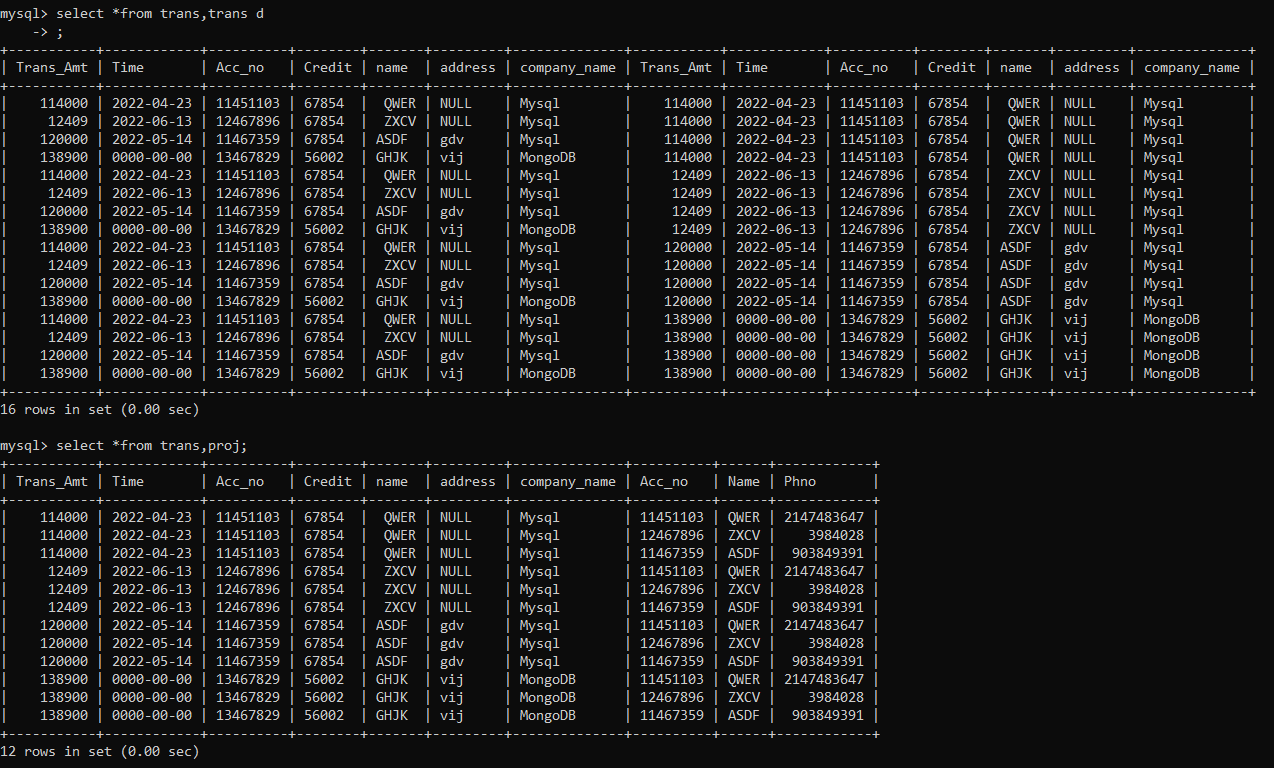 mysql> select *from trans,trans d
    -> ;
+-----------+------------+----------+--------+-------+---------+--------------+-----------+------------+----------+--------+-------+---------+--------------+
| Trans_Amt | Time       | Acc_no   | Credit | name  | address | company_name | Trans_Amt | Time       | Acc_no   | Credit | name  | address | company_name |
+-----------+------------+----------+--------+-------+---------+--------------+-----------+------------+----------+--------+-------+---------+--------------+
|    114000 | 2022-04-23 | 11451103 | 67854  |  QWER | NULL    | Mysql        |    114000 | 2022-04-23 | 11451103 | 67854  |  QWER | NULL    | Mysql        |
|     12409 | 2022-06-13 | 12467896 | 67854  |  ZXCV | NULL    | Mysql        |    114000 | 2022-04-23 | 11451103 | 67854  |  QWER | NULL    | Mysql        |
|    120000 | 2022-05-14 | 11467359 | 67854  | ASDF  | gdv     | Mysql        |    114000 | 2022-04-23 | 11451103 | 67854  |  QWER | NULL    | Mysql        |
|    138900 | 0000-00-00 | 13467829 | 56002  | GHJK  | vij     | MongoDB      |    114000 | 2022-04-23 | 11451103 | 67854  |  QWER | NULL    | Mysql        |
|    114000 | 2022-04-23 | 11451103 | 67854  |  QWER | NULL    | Mysql        |     12409 | 2022-06-13 | 12467896 | 67854  |  ZXCV | NULL    | Mysql        |
|     12409 | 2022-06-13 | 12467896 | 67854  |  ZXCV | NULL    | Mysql        |     12409 | 2022-06-13 | 12467896 | 67854  |  ZXCV | NULL    | Mysql        |
|    120000 | 2022-05-14 | 11467359 | 67854  | ASDF  | gdv     | Mysql        |     12409 | 2022-06-13 | 12467896 | 67854  |  ZXCV | NULL    | Mysql        |
|    138900 | 0000-00-00 | 13467829 | 56002  | GHJK  | vij     | MongoDB      |     12409 | 2022-06-13 | 12467896 | 67854  |  ZXCV | NULL    | Mysql        |
|    114000 | 2022-04-23 | 11451103 | 67854  |  QWER | NULL    | Mysql        |    120000 | 2022-05-14 | 11467359 | 67854  | ASDF  | gdv     | Mysql        |
|     12409 | 2022-06-13 | 12467896 | 67854  |  ZXCV | NULL    | Mysql        |    120000 | 2022-05-14 | 11467359 | 67854  | ASDF  | gdv     | Mysql        |
|    120000 | 2022-05-14 | 11467359 | 67854  | ASDF  | gdv     | Mysql        |    120000 | 2022-05-14 | 11467359 | 67854  | ASDF  | gdv     | Mysql        |
|    138900 | 0000-00-00 | 13467829 | 56002  | GHJK  | vij     | MongoDB      |    120000 | 2022-05-14 | 11467359 | 67854  | ASDF  | gdv     | Mysql        |
|    114000 | 2022-04-23 | 11451103 | 67854  |  QWER | NULL    | Mysql        |    138900 | 0000-00-00 | 13467829 | 56002  | GHJK  | vij     | MongoDB      |
|     12409 | 2022-06-13 | 12467896 | 67854  |  ZXCV | NULL    | Mysql        |    138900 | 0000-00-00 | 13467829 | 56002  | GHJK  | vij     | MongoDB      |
|    120000 | 2022-05-14 | 11467359 | 67854  | ASDF  | gdv     | Mysql        |    138900 | 0000-00-00 | 13467829 | 56002  | GHJK  | vij     | MongoDB      |
|    138900 | 0000-00-00 | 13467829 | 56002  | GHJK  | vij     | MongoDB      |    138900 | 0000-00-00 | 13467829 | 56002  | GHJK  | vij     | MongoDB      |
+-----------+------------+----------+--------+-------+---------+--------------+-----------+------------+----------+--------+-------+---------+--------------+
16 rows in set (0.00 sec)
mysql> select *from trans,proj;
+-----------+------------+----------+--------+-------+---------+--------------+----------+------+------------+
| Trans_Amt | Time       | Acc_no   | Credit | name  | address | company_name | Acc_no   | Name | Phno       |
+-----------+------------+----------+--------+-------+---------+--------------+----------+------+------------+
|    114000 | 2022-04-23 | 11451103 | 67854  |  QWER | NULL    | Mysql        | 11451103 | QWER | 2147483647 |
|    114000 | 2022-04-23 | 11451103 | 67854  |  QWER | NULL    | Mysql        | 12467896 | ZXCV |    3984028 |
|    114000 | 2022-04-23 | 11451103 | 67854  |  QWER | NULL    | Mysql        | 11467359 | ASDF |  903849391 |
|     12409 | 2022-06-13 | 12467896 | 67854  |  ZXCV | NULL    | Mysql        | 11451103 | QWER | 2147483647 |
|     12409 | 2022-06-13 | 12467896 | 67854  |  ZXCV | NULL    | Mysql        | 12467896 | ZXCV |    3984028 |
|     12409 | 2022-06-13 | 12467896 | 67854  |  ZXCV | NULL    | Mysql        | 11467359 | ASDF |  903849391 |
|    120000 | 2022-05-14 | 11467359 | 67854  | ASDF  | gdv     | Mysql        | 11451103 | QWER | 2147483647 |
|    120000 | 2022-05-14 | 11467359 | 67854  | ASDF  | gdv     | Mysql        | 12467896 | ZXCV |    3984028 |
|    120000 | 2022-05-14 | 11467359 | 67854  | ASDF  | gdv     | Mysql        | 11467359 | ASDF |  903849391 |
|    138900 | 0000-00-00 | 13467829 | 56002  | GHJK  | vij     | MongoDB      | 11451103 | QWER | 2147483647 |
|    138900 | 0000-00-00 | 13467829 | 56002  | GHJK  | vij     | MongoDB      | 12467896 | ZXCV |    3984028 |
|    138900 | 0000-00-00 | 13467829 | 56002  | GHJK  | vij     | MongoDB      | 11467359 | ASDF |  903849391 |
+-----------+------------+----------+--------+-------+---------+--------------+----------+------+------------+
12 rows in set (0.00 sec)